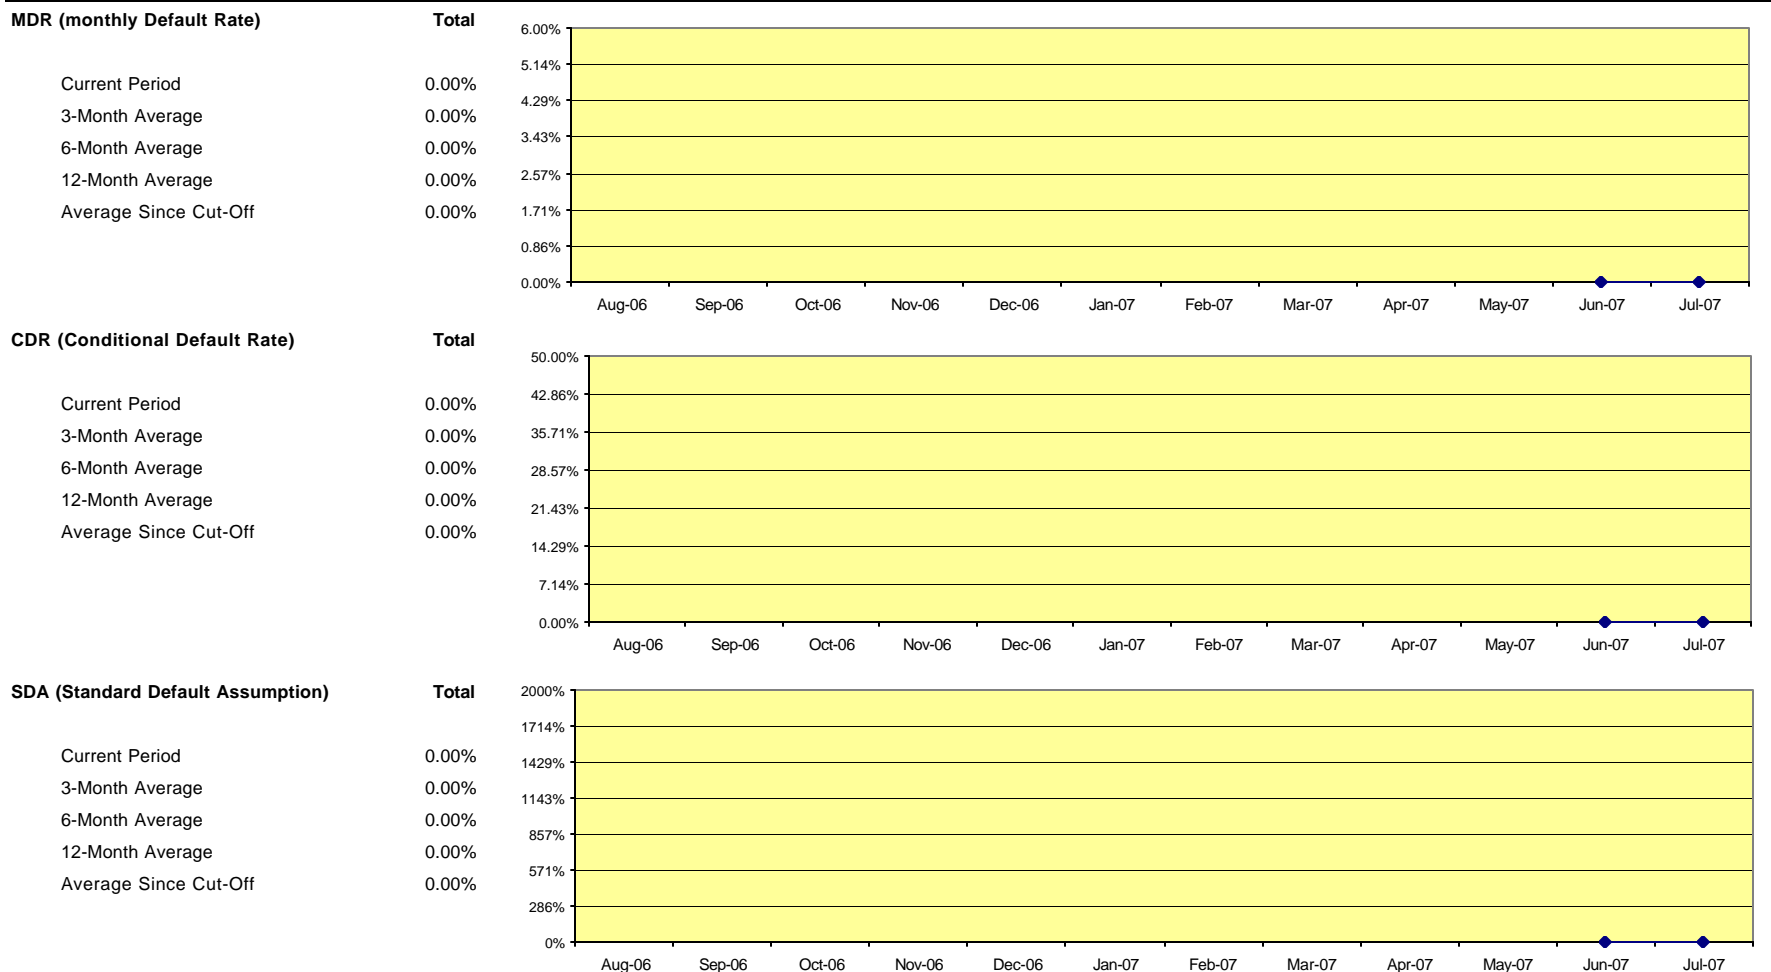 MDR (monthly Default Rate) Total
Current Period 0.00%
3-Month Average 0.00%
6-Month Average 0.00%
12-Month Average 0.00%
Average Since Cut-Off 0.00%
6.00%
5.14%
4.29%
3.43%
2.57%
1.71%
0.86%
0.00%
Aug-06 Sep-06 Oct-06 Nov-06 Dec-06 Jan-07 Feb-07 Mar-07 Apr-07 May-07 Jun-07 Jul-07
CDR (Conditional Default Rate) Total
Current Period 0.00%
3-Month Average 0.00%
6-Month Average 0.00%
12-Month Average 0.00%
Average Since Cut-Off 0.00%
50.00%
42.86%
35.71%
28.57%
21.43%
14.29%
7.14%
0.00%
Aug-06 Sep-06 Oct-06 Nov-06 Dec-06 Jan-07 Feb-07 Mar-07 Apr-07 May-07 Jun-07 Jul-07
SDA (Standard Default Assumption) Total
Current Period 0.00%
3-Month Average 0.00%
6-Month Average 0.00%
12-Month Average 0.00%
Average Since Cut-Off 0.00%
2000%
1714%
1429%
1143%
857%
571%
286%
0%
Aug-06 Sep-06 Oct-06 Nov-06 Dec-06 Jan-07 Feb-07 Mar-07 Apr-07 May-07 Jun-07 Jul-07